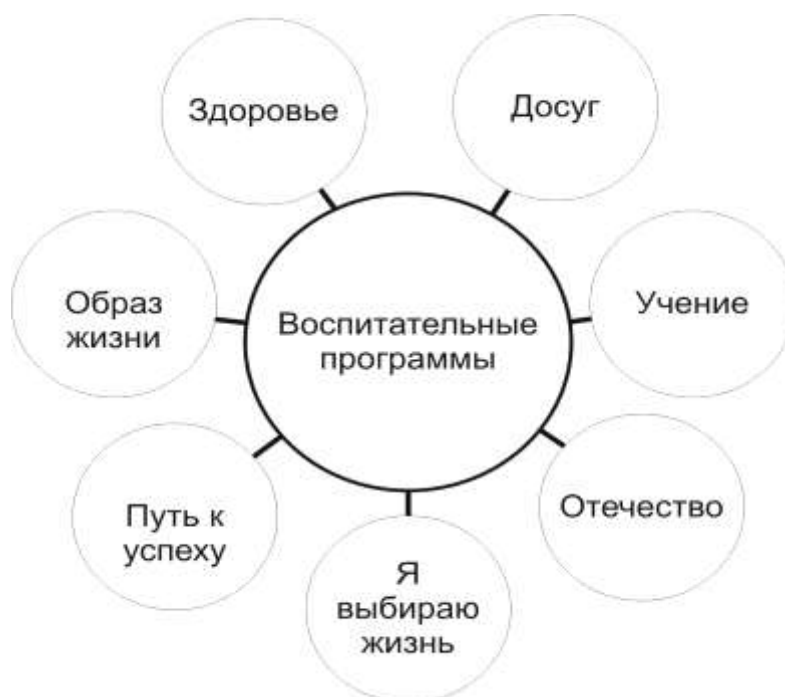 Здоровье
Досуг
Образ
жизни
Воспитательные
программы
Учение
Путь к
успеху
Я
выбираю
жизнь
Отечество